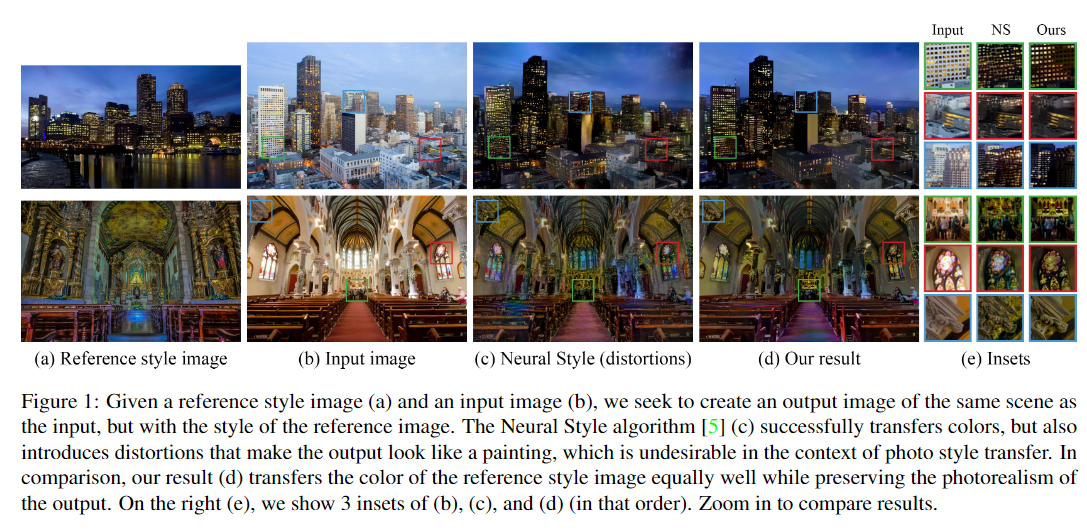 Input NS Ours
(a) Reference style image (b) Input image (c) Neural Style (distortions) (d) Our result (e) Insets
Figure 1: Given a reference style image (a) and an input image (b), we seek to create an output image of the same scene as
the input, but with the style of the reference image. The Neural Style algorithm [5] (c) successfully transfers colors, but also
introduces distortions that make the output look like a painting, which is undesirable in the context of photo style transfer. In
comparison, our result (d) transfers the color of the reference style image equally well while preserving the photorealism of
the output. On the right (e), we show 3 insets of (b), (c), and (d) (in that order). Zoom in to compare results.